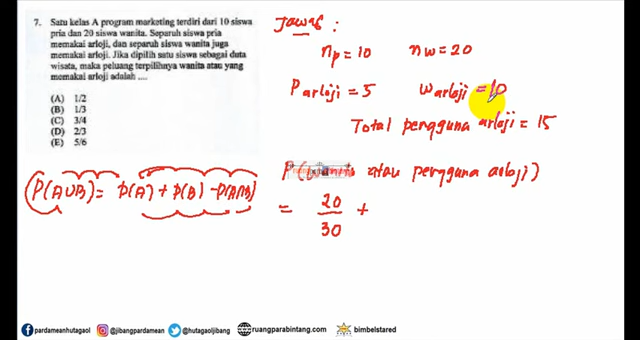 7. Satu kelas A program marketing terdiri dari 10 siswa
pria dan 20 siswa wanita. Separuh siswa pria
memakai arloji, dan separuh siswa wanita juga
memakai arloji. Jika dipilih satu siswa sebagai duta
wisata, maka peluang terpilihnya wanita atau yang
memakai arloji adalah ....
(A) 1/2
(B) 1/3
(C) 3/4
(D) 2/3
(E) 5/6
P(A∪B) = P(A) + P(B) - P(A∩B)
Jawab :
np = 10 nw = 20
P arloji = 5 W arloji = 10
Total pengguna arloji = 15
P( atau pengguna arloji)
= 20/30 +
pardameanhutagaol @jibangpardamean @hutagaoljibang ruangparabintang.com bimbelstared